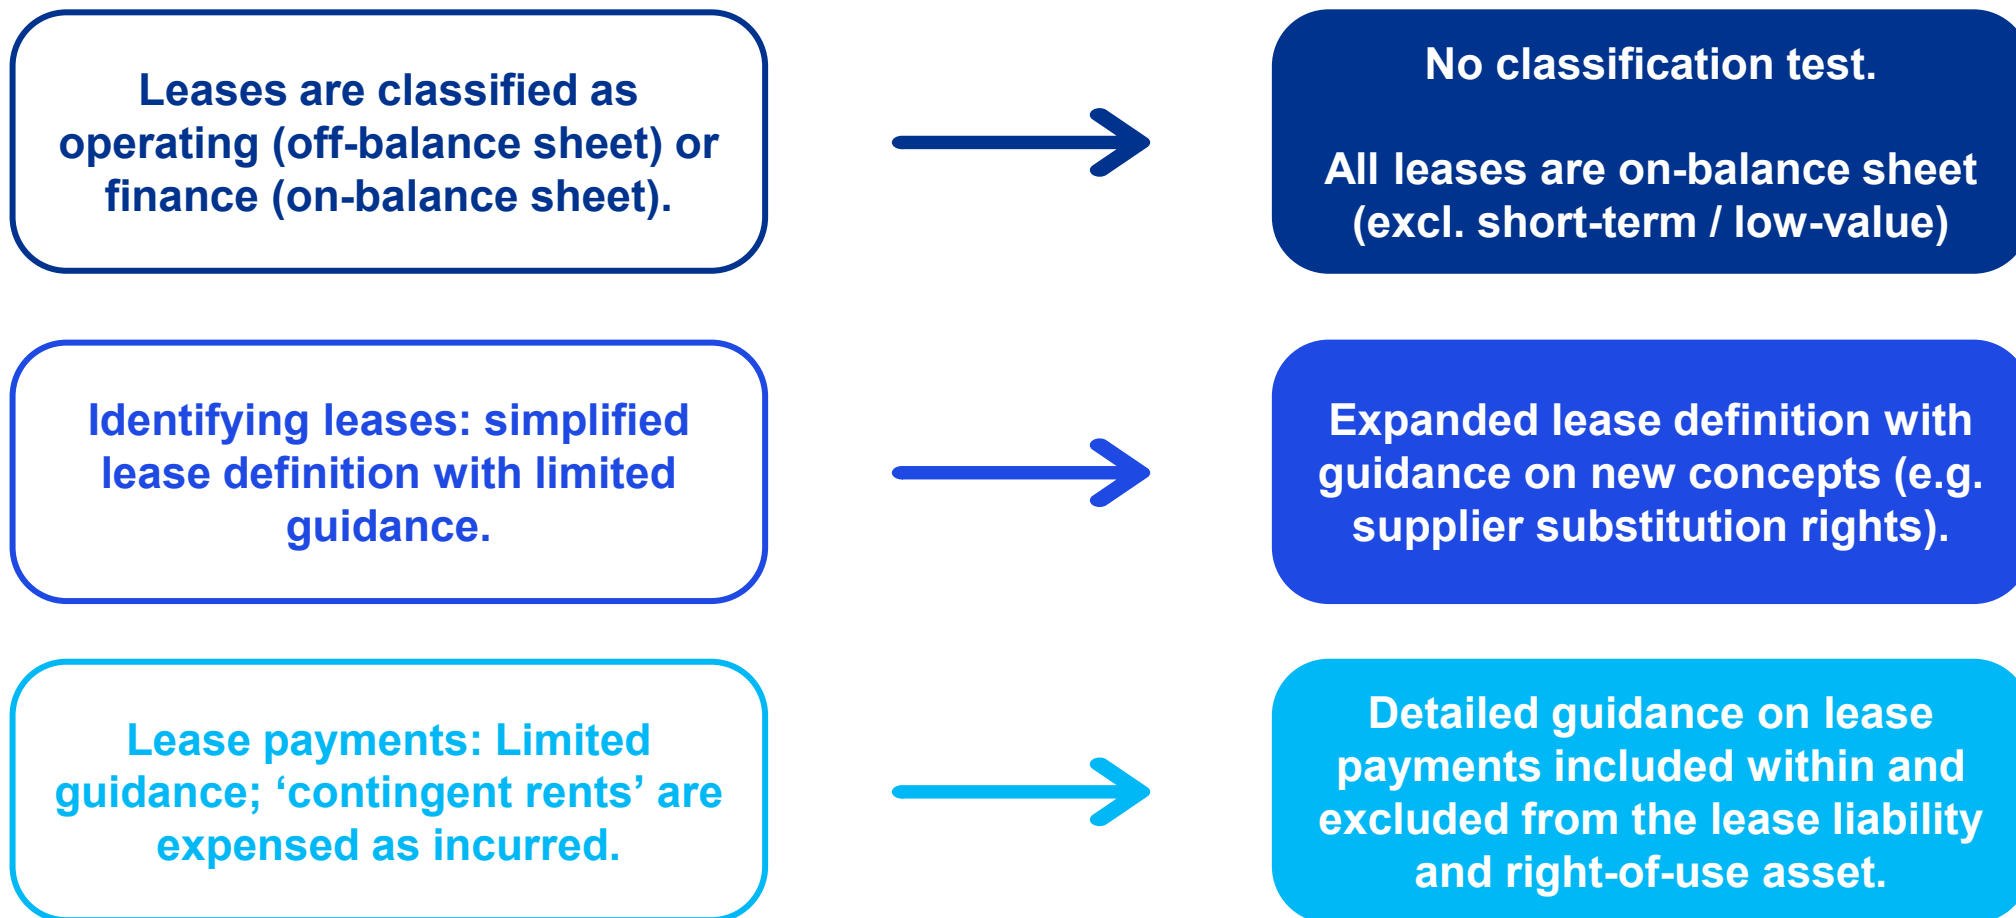 Leases are classified as
operating (off-balance sheet) or
finance (on-balance sheet).
No classification test.
All leases are on-balance sheet
(excl. short-term / low-value)
Identifying leases: simplified
lease definition with limited
guidance.
Expanded lease definition with
guidance on new concepts (e.g.
supplier substitution rights).
Lease payments: Limited
guidance; ‘contingent rents’ are
expensed as incurred.
Detailed guidance on lease
payments included within and
excluded from the lease liability
and right-of-use asset.